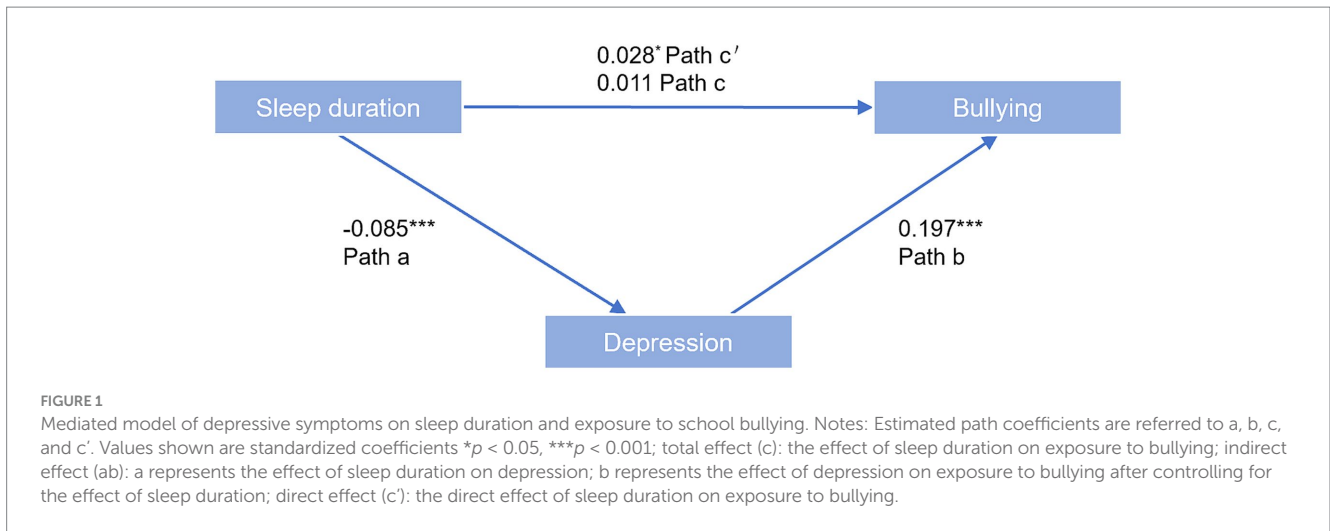 0.028* Path c′
0.011 Path c
Sleep duration
Bullying
-0.085***
Path a
0.197***
Path b
Depression
FIGURE 1
Mediated model of depressive symptoms on sleep duration and exposure to school bullying. Notes: Estimated path coefficients are referred to a, b, c,
and c‘. Values shown are standardized coefficients *p < 0.05, ***p < 0.001; total effect (c): the effect of sleep duration on exposure to bullying; indirect
effect (ab): a represents the effect of sleep duration on depression; b represents the effect of depression on exposure to bullying after controlling for
the effect of sleep duration; direct effect (c’): the direct effect of sleep duration on exposure to bullying.